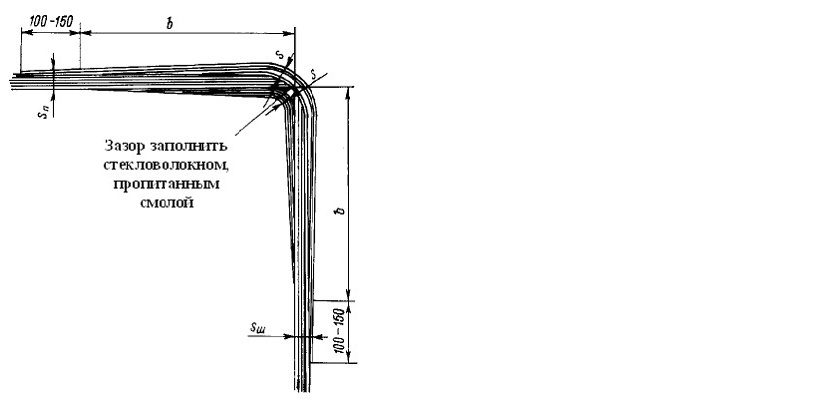 100-150
b
s
s
sп
Зазор заполнить
стекловолокном,
пропитанным
смолой
b
sш
100-150